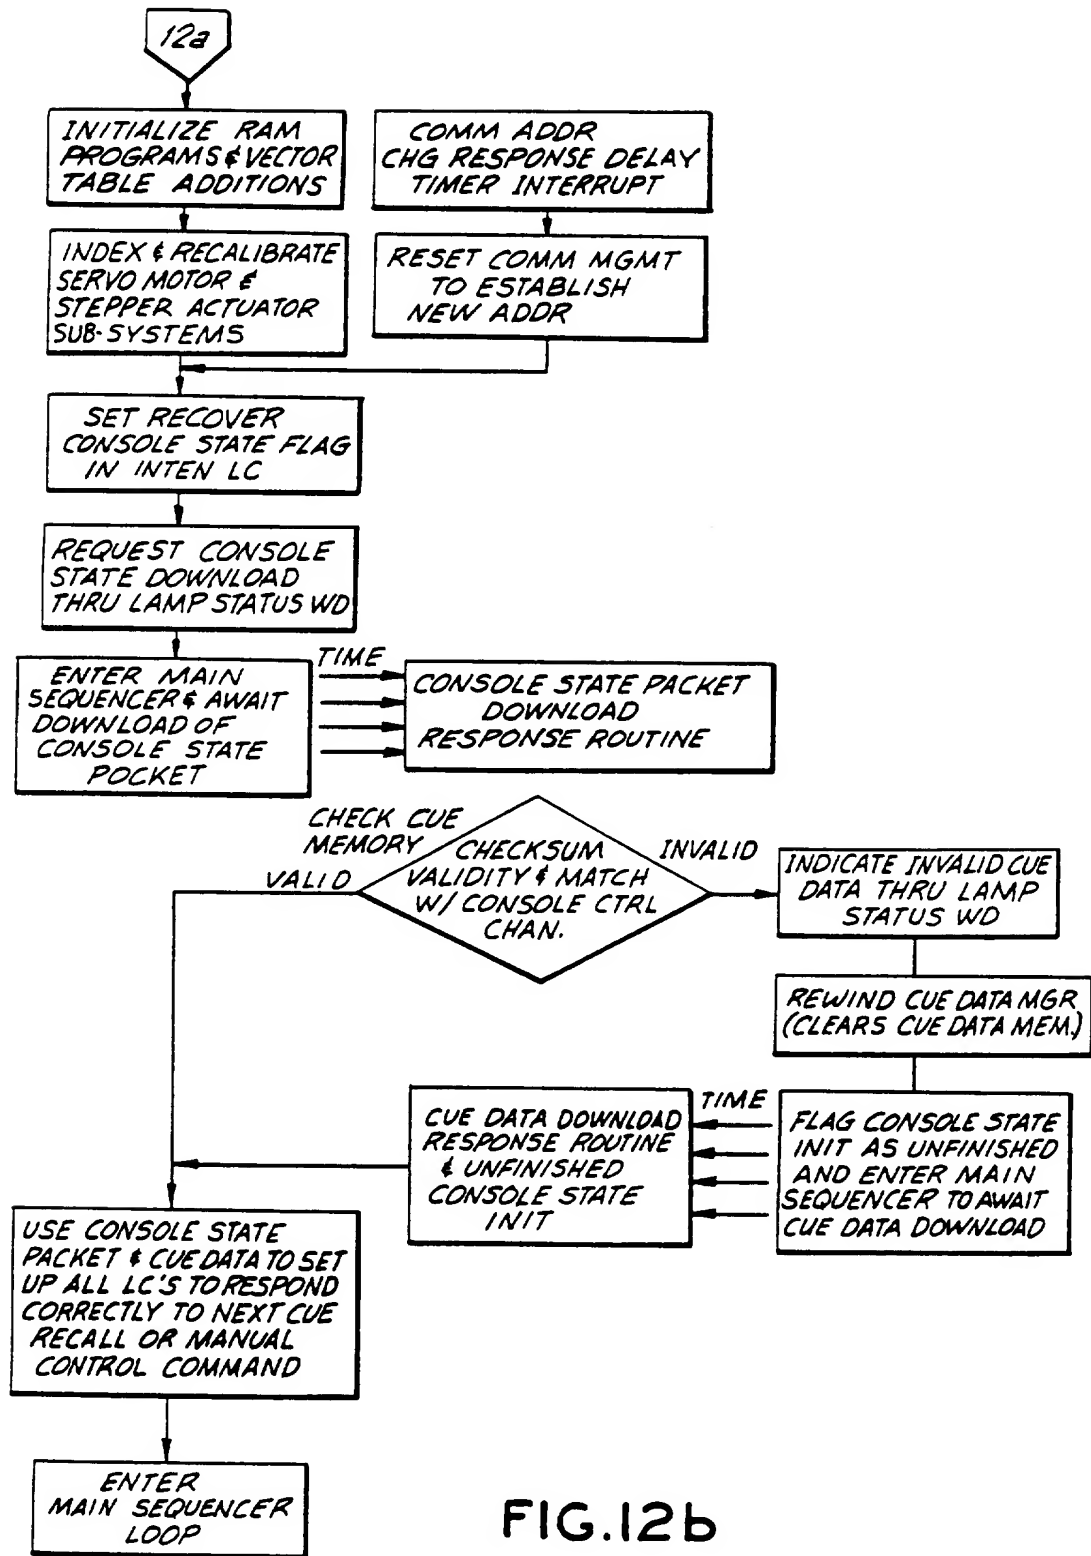 12a
INITIALIZE RAM
PROGRAMS & VECTOR
TABLE ADDITIONS
COMM ADDR
CHG RESPONSE DELAY
TIMER INTERRUPT
INDEX & RECALIBRATE
SERVO MOTOR &
STEPPER ACTUATOR
SUB-SYSTEMS
RESET COMM MGMT
TO ESTABLISH
NEW ADDR
SET RECOVER
CONSOLE STATE FLAG
IN INTEN LC
REQUEST CONSOLE
STATE DOWNLOAD
THRU LAMP STATUS WD
ENTER MAIN
SEQUENCER & AWAIT
DOWNLOAD OF
CONSOLE STATE
POCKET
TIME
CONSOLE STATE PACKET
DOWNLOAD
RESPONSE ROUTINE
CHECK CUE
MEMORY
VALID
CHECKSUM
VALIDITY & MATCH
W/ CONSOLE CTRL
CHAN.
INVALID
INDICATE INVALID CUE
DATA THRU LAMP
STATUS WD
REWIND CUE DATA MGR
(CLEARS CUE DATA MEM.)
FLAG CONSOLE STATE
INIT AS UNFINISHED
AND ENTER MAIN
SEQUENCER TO AWAIT
CUE DATA DOWNLOAD
TIME
CUE DATA DOWNLOAD
RESPONSE ROUTINE
& UNFINISHED
CONSOLE STATE
INIT
USE CONSOLE STATE
PACKET & CUE DATA TO SET
UP ALL LC'S TO RESPOND
CORRECTLY TO NEXT CUE
RECALL OR MANUAL
CONTROL COMMAND
ENTER
MAIN SEQUENCER
LOOP
FIG.12b